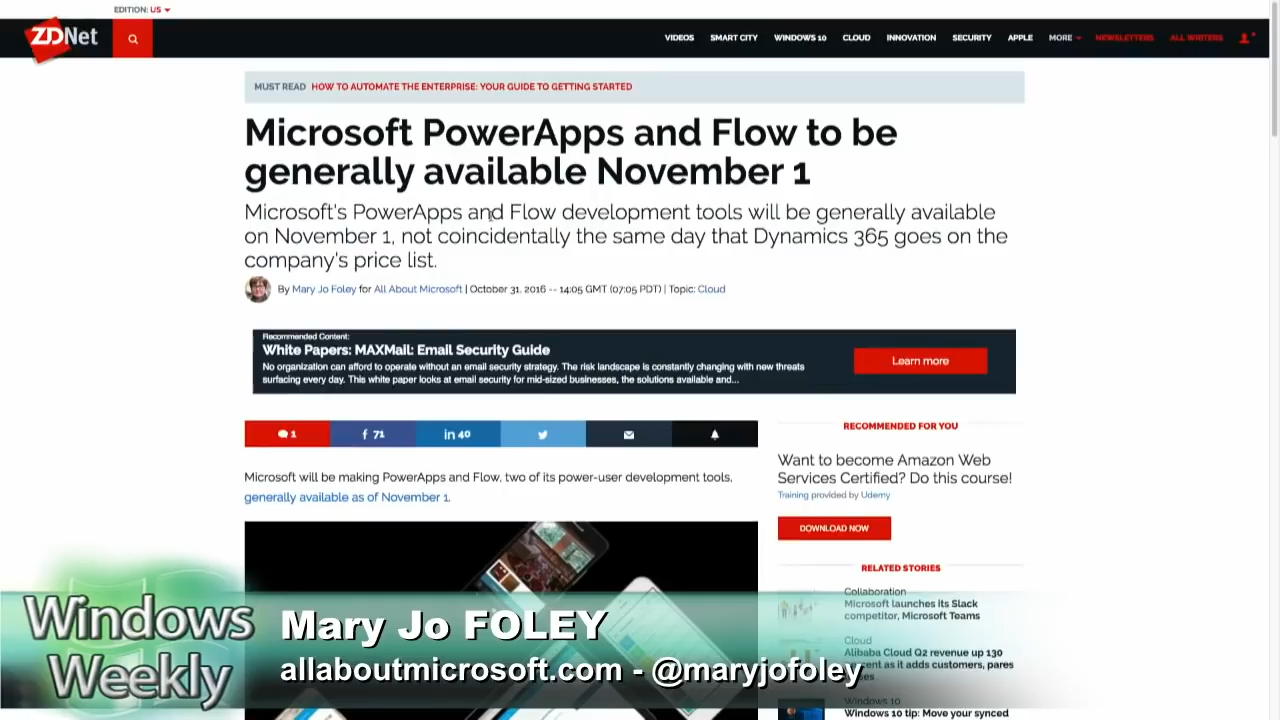 EDITION: US
ZDNet
VIDEOS SMART CITY WINDOWS 10 CLOUD INNOVATION SECURITY APPLE MORE NEWSLETTERS ALL WRITERS
MUST READ HOW TO AUTOMATE THE ENTERPRISE: YOUR GUIDE TO GETTING STARTED
Microsoft PowerApps and Flow to be
generally available November 1
Microsoft's PowerApps and Flow development tools will be generally available
on November 1, not coincidentally the same day that Dynamics 365 goes on the
company's price list.
By Mary Jo Foley for All About Microsoft | October 31, 2016 -- 14:05 GMT (07:05 PDT) | Topic: Cloud
Recommended Content:
White Papers: MAXMail: Email Security Guide
No organization can afford to operate without an email security strategy. The risk landscape is constantly changing with new threats
surfacing every day. This white paper looks at email security for mid-sized businesses, the solutions available and...
Learn more
1 f 71 in 40
Microsoft will be making PowerApps and Flow, two of its power-user development tools,
generally available as of November 1.
RECOMMENDED FOR YOU
Want to become Amazon Web
Services Certified? Do this course!
Training provided by Udemy
DOWNLOAD NOW
RELATED STORIES
Collaboration
Microsoft launches its Slack
competitor, Microsoft Teams
Cloud
Alibaba Cloud Q2 revenue up 130
as it adds customers, pares
Windows 10
Windows 10 tip: Move your synced
Windows
Weekly
Mary Jo FOLEY
allaboutmicrosoft.com - @maryjofoley